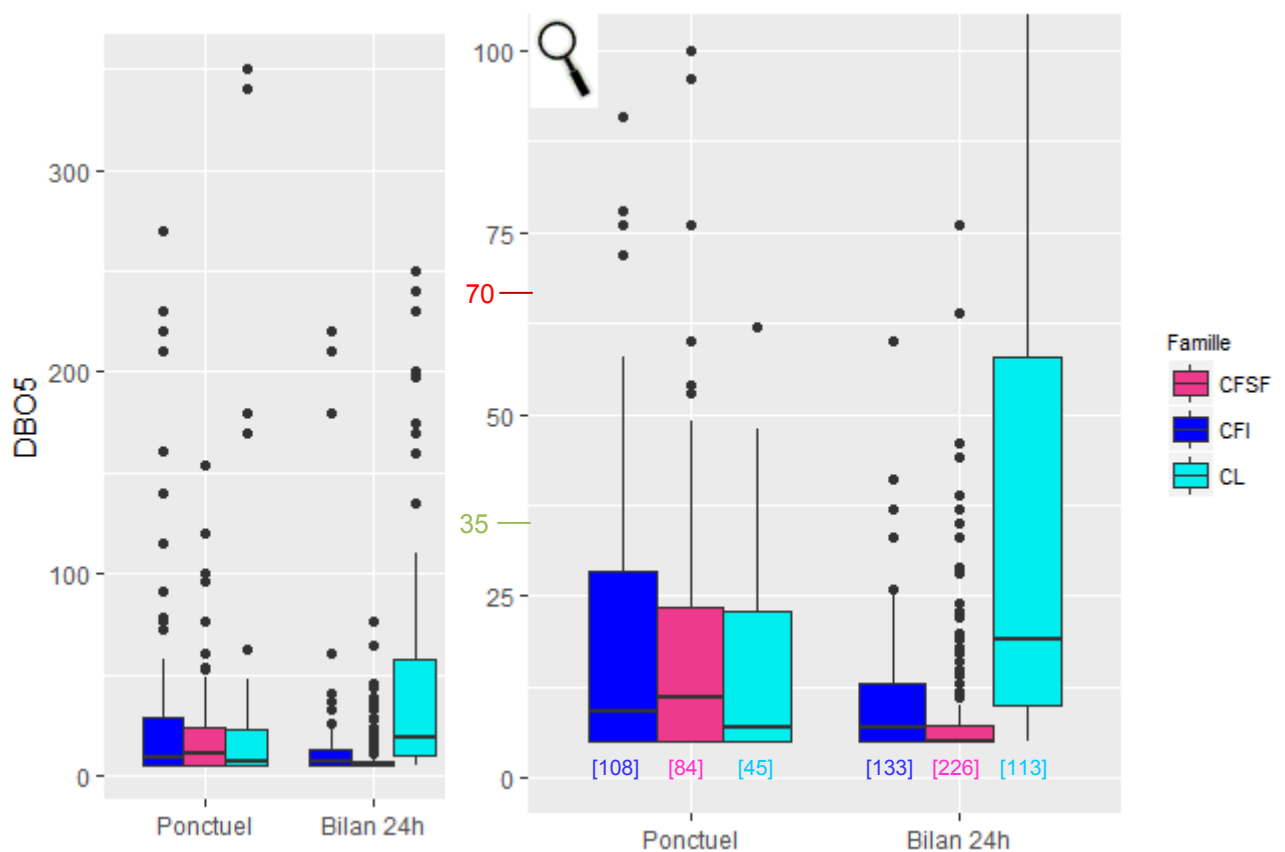 DBO5
300
200
100
0
Ponctuel
Bilan 24h
100
75
70
50
35
25
0
[108] [84] [45] [133] [226] [113]
Ponctuel
Bilan 24h
Famille
CFSF
CFI
CL